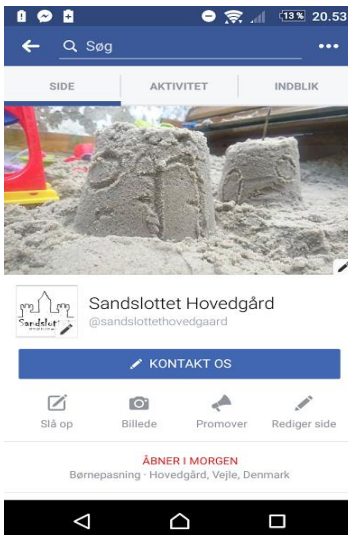 13% 20.53
Søg
SIDE AKTIVITET INDBLIK
Sandslottet Hovedgård
@sandslottethovedgaard
KONTAKT OS
Slå op Billede Promover Rediger side
ÅBNER I MORGEN
Børnepasning · Hovedgård, Vejle, Denmark